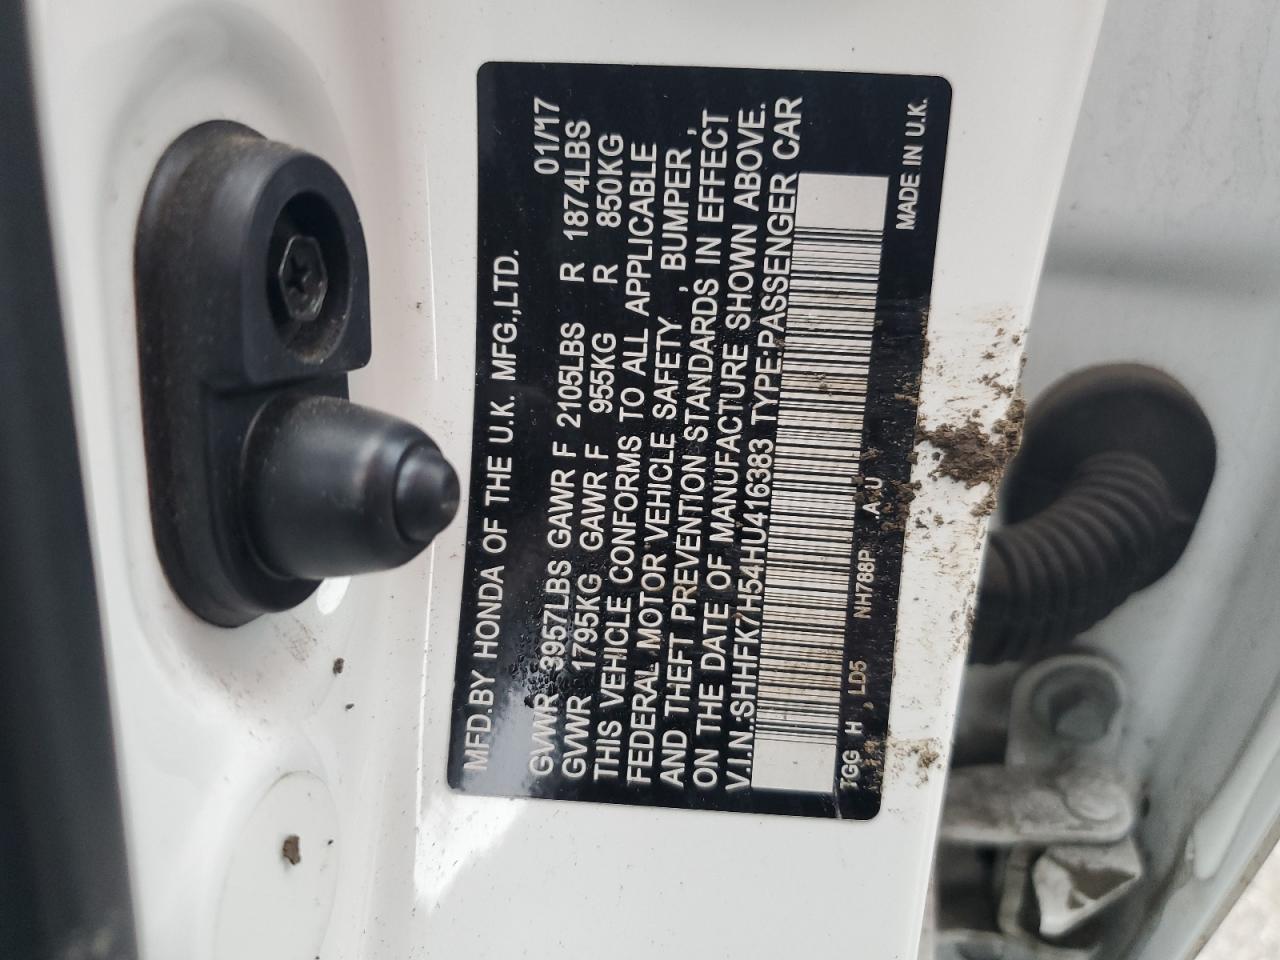 MFD.BY HONDA OF THE U.K. MFG.,LTD.
01/17
GVWR 3957LBS GAWR F 2105LBS R 1874LBS
GVWR 1795KG GAWR F 955KG R 850KG
THIS VEHICLE CONFORMS TO ALL APPLICABLE
FEDERAL MOTOR VEHICLE SAFETY , BUMPER ,
AND THEFT PREVENTION STANDARDS IN EFFECT
ON THE DATE OF MANUFACTURE SHOWN ABOVE.
V.I.N.:SHHFK7H54HU416383 TYPE:PASSENGER CAR
TGG H , LD5 NH788P A U MADE IN U.K.